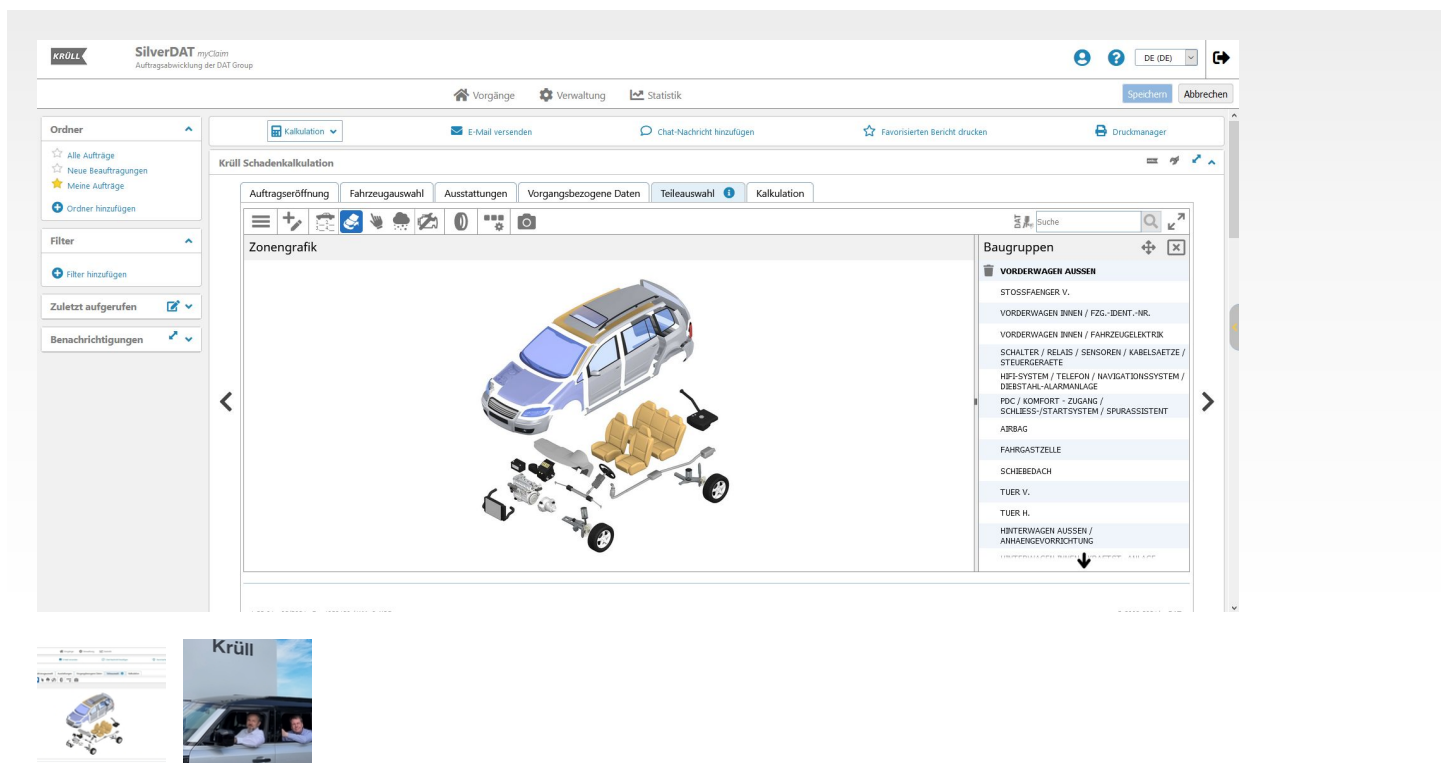 KRÜLL
SilverDAT myClaim
Auftragsabwicklung der DAT Group
DE (DE)
Vorgänge
Verwaltung
Statistik
Speichern
Abbrechen
Ordner
Alle Aufträge
Neue Beauftragungen
Meine Aufträge
Ordner hinzufügen
Filter
Filter hinzufügen
Zuletzt aufgerufen
Benachrichtigungen
Kalkulation
E-Mail versenden
Chat-Nachricht hinzufügen
Favorisierten Bericht drucken
Druckmanager
Krüll Schadenkalkulation
Auftragseröffnung
Fahrzeugauswahl
Ausstattungen
Vorgangsbezogene Daten
Teileauswahl
Kalkulation
DAT
Suche
Zonengrafik
Baugruppen
VORDERWAGEN AUSSEN
STOSSFAENGER V.
VORDERWAGEN INNEN / FZG.-IDENT.-NR.
VORDERWAGEN INNEN / FAHRZEUGELEKTRIK
SCHALTER / RELAIS / SENSOREN / KABELSAETZE /
STEUERGERAETE
HIFI-SYSTEM / TELEFON / NAVIGATIONSSYSTEM /
DIEBSTAHL-ALARMANLAGE
PDC / KOMFORT - ZUGANG /
SCHLIESS-/STARTSYSTEM / SPURASSISTENT
AIRBAG
FAHRGASTZELLE
SCHIEBEDACH
TUER V.
TUER H.
HINTERWAGEN AUSSEN /
ANHAENGEVORRICHTUNG
Krüll